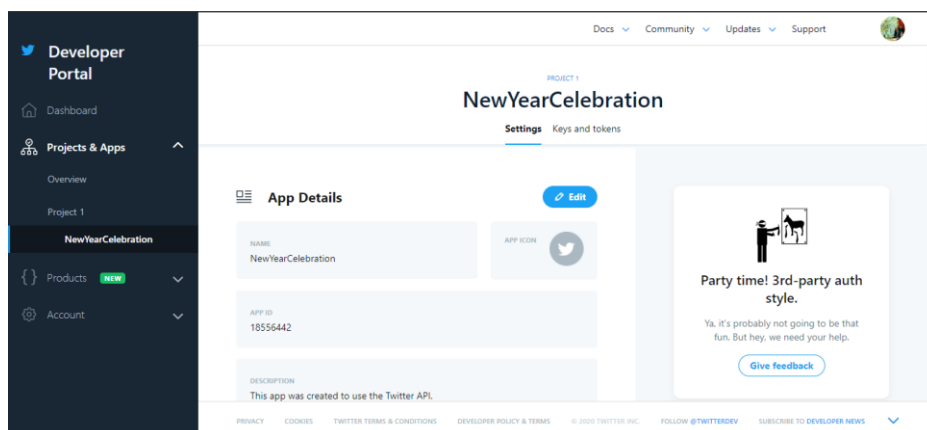 Docs Community Updates Support
Developer
Portal
Dashboard
Projects & Apps
Overview
Project 1
NewYearCelebration
Products NEW
Account
PROJECT 1
NewYearCelebration
Settings Keys and tokens
App Details
Edit
NAME
NewYearCelebration
APP ICON
APP ID
18556442
DESCRIPTION
This app was created to use the Twitter API.
Party time! 3rd-party auth
style.
Ya, it's probably not going to be that
fun. But hey, we need your help.
Give feedback
PRIVACY COOKIES TWITTER TERMS & CONDITIONS DEVELOPER POLICY & TERMS © 2020 TWITTER INC. FOLLOW @TWITTERDEV SUBSCRIBE TO DEVELOPER NEWS